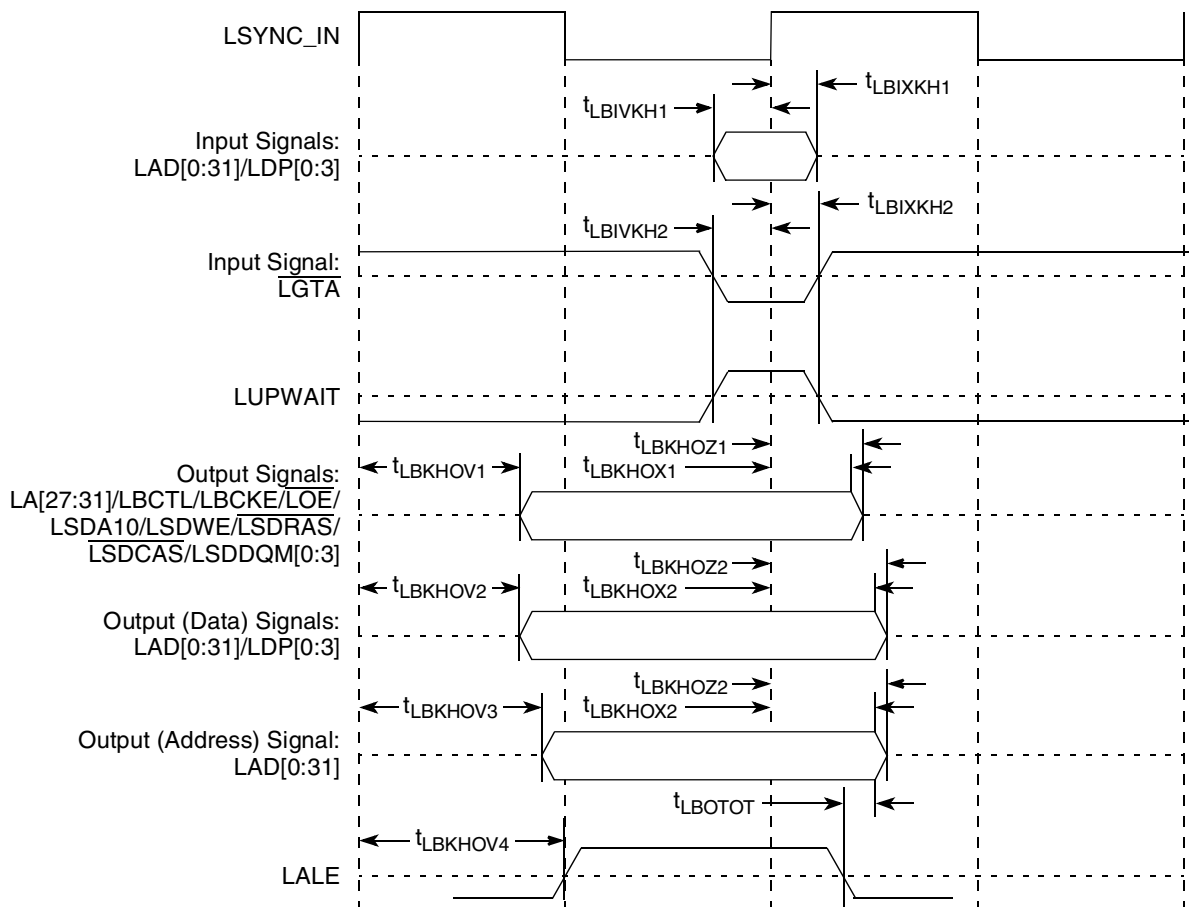 LSYNC_IN
tLBIXKH1
tLBIVKH1
Input Signals:
LAD[0:31]/LDP[0:3]
tLBIXKH2
tLBIVKH2
Input Signal:
LGTA
LUPWAIT
tLBKHOZ1
Output Signals:
tLBKHOV1
tLBKHOX1
LA[27:31]/LBCTL/LBCKE/LOE/
LSDA10/LSDWE/LSDRAS/
LSDCAS/LSDDQM[0:3]
tLBKHOZ2
tLBKHOV2
tLBKHOX2
Output (Data) Signals:
LAD[0:31]/LDP[0:3]
tLBKHOZ2
tLBKHOV3
tLBKHOX2
Output (Address) Signal:
LAD[0:31]
tLBOTOT
tLBKHOV4
LALE